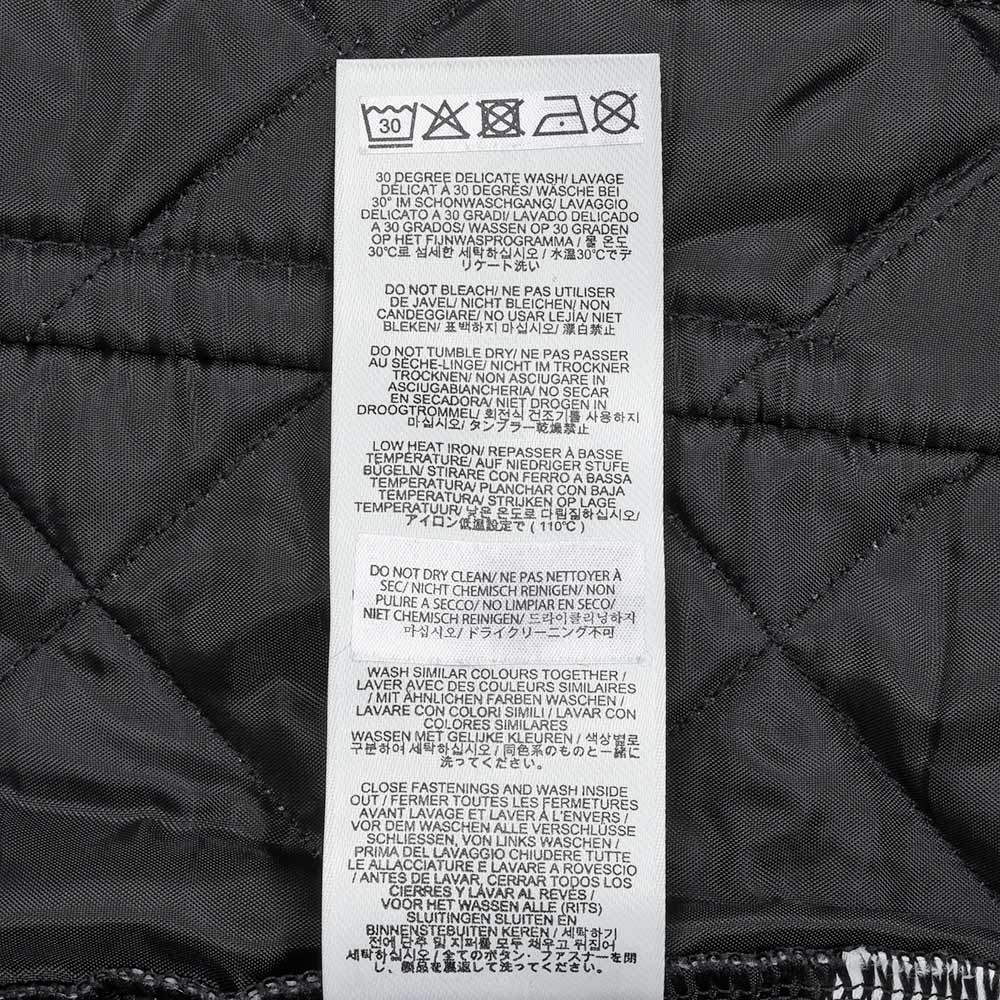 30
30 DEGREE DELICATE WASH/ LAVAGE
DÉLICAT À 30 DEGRÉS/ WÄSCHE BEI
30° IM SCHONWASCHGANG/ LAVAGGIO
DELICATO A 30 GRADI/ LAVADO DELICADO
A 30 GRADOS/ WASSEN OP 30 GRADEN
OP HET FIJNWASPROGRAMMA / 물 온도
30℃로 섬세한 세탁하십시오 / 水温30℃でデ
リケート洗い
DO NOT BLEACH/ NE PAS UTILISER
DE JAVEL/ NICHT BLEICHEN/ NON
CANDEGGIARE/ NO USAR LEJÍA/ NIET
BLEKEN/ 표백하지 마십시오/ 漂白禁止
DO NOT TUMBLE DRY/ NE PAS PASSER
AU SÈCHE-LINGE/ NICHT IM TROCKNER
TROCKNEN/ NON ASCIUGARE IN
ASCIUGABIANCHERIA/ NO SECAR
EN SECADORA/ NIET DROGEN IN
DROOGTROMMEL/ 회전식 건조기를 사용하지
마십시오/ タンブラー乾燥禁止
LOW HEAT IRON/ REPASSER À BASSE
TEMPÉRATURE/ AUF NIEDRIGER STUFE
BÜGELN/ STIRARE CON FERRO A BASSA
TEMPERATURA/ PLANCHAR CON BAJA
TEMPERATURA/ STRIJKEN OP LAGE
TEMPERATUUR/ 낮은 온도로 다림질하십시오/
アイロン低温設定で ( 110℃ )
DO NOT DRY CLEAN/ NE PAS NETTOYER À
SEC/ NICHT CHEMISCH REINIGEN/ NON
PULIRE A SECCO/ NO LIMPIAR EN SECO/
NIET CHEMISCH REINIGEN/ 드라이클리닝하지
마십시오/ ドライクリーニング不可
WASH SIMILAR COLOURS TOGETHER /
LAVER AVEC DES COULEURS SIMILAIRES
/ MIT ÄHNLICHEN FARBEN WASCHEN /
LAVARE CON COLORI SIMILI / LAVAR CON
COLORES SIMILARES
WASSEN MET GELIJKE KLEUREN / 색상별로
구분하여 세탁하십시오 / 同色系のものと一緒に
洗ってください。
CLOSE FASTENINGS AND WASH INSIDE
OUT / FERMER TOUTES LES FERMETURES
AVANT LAVAGE ET LAVER À L'ENVERS /
VOR DEM WASCHEN ALLE VERSCHLÜSSE
SCHLIESSEN, VON LINKS WASCHEN /
PRIMA DEL LAVAGGIO CHIUDERE TUTTE
LE ALLACCIATURE E LAVARE A ROVESCIO
/ ANTES DE LAVAR, CERRAR TODOS LOS
CIERRES Y LAVAR AL REVÉS /
VOOR HET WASSEN ALLE (RITS)
SLUITINGEN SLUITEN EN
BINNENSTEBUITEN KEREN / 세탁하기
전에 단추 및 지퍼를 모두 채우고 뒤집어
세탁하십시오 / 全てのボタン・ファスナーを閉
じ、製品を裏返して洗ってください。